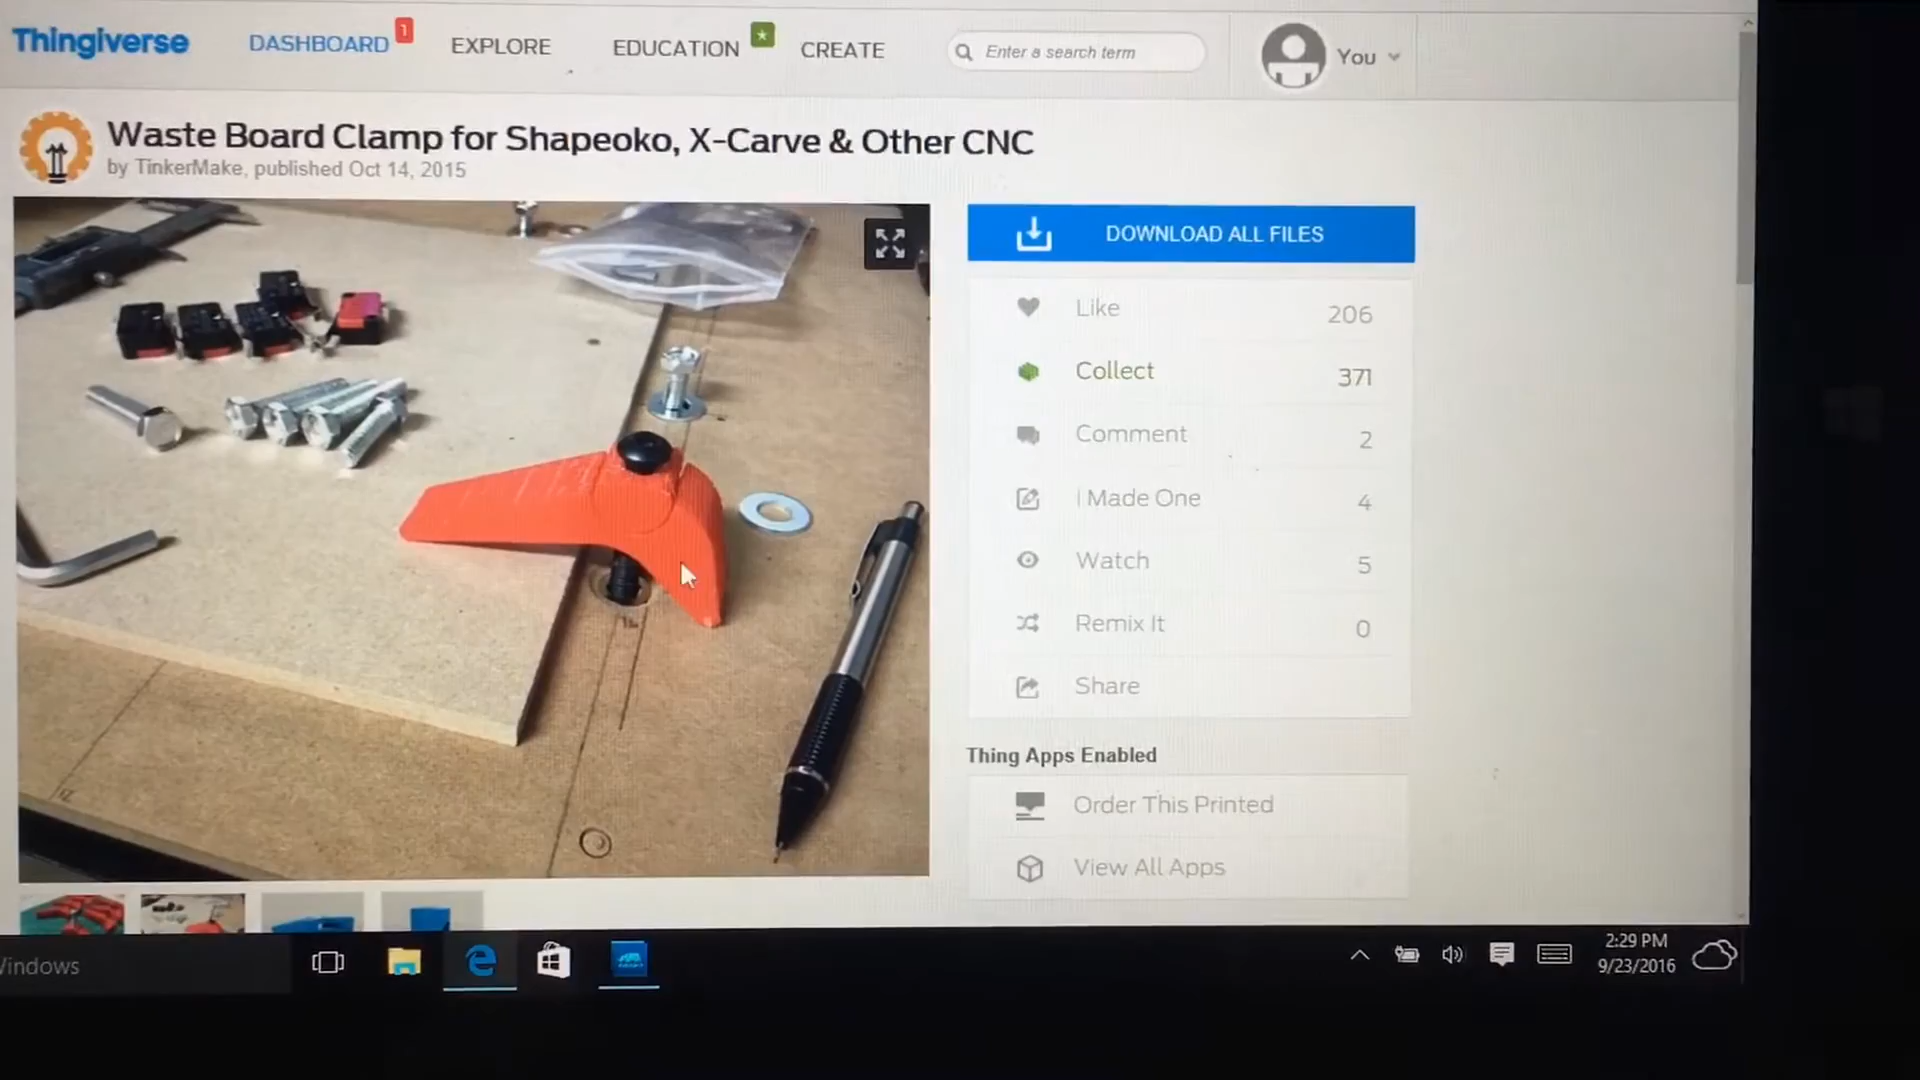 Thingiverse
DASHBOARD
1
EXPLORE
EDUCATION
CREATE
Enter a search term
You
Waste Board Clamp for Shapeoko, X-Carve & Other CNC
by TinkerMake, published Oct 14, 2015
DOWNLOAD ALL FILES
Like 206
Collect 371
Comment 2
I Made One 4
Watch 5
Remix It 0
Share
Thing Apps Enabled
Order This Printed
View All Apps
Windows
2:29 PM
9/23/2016